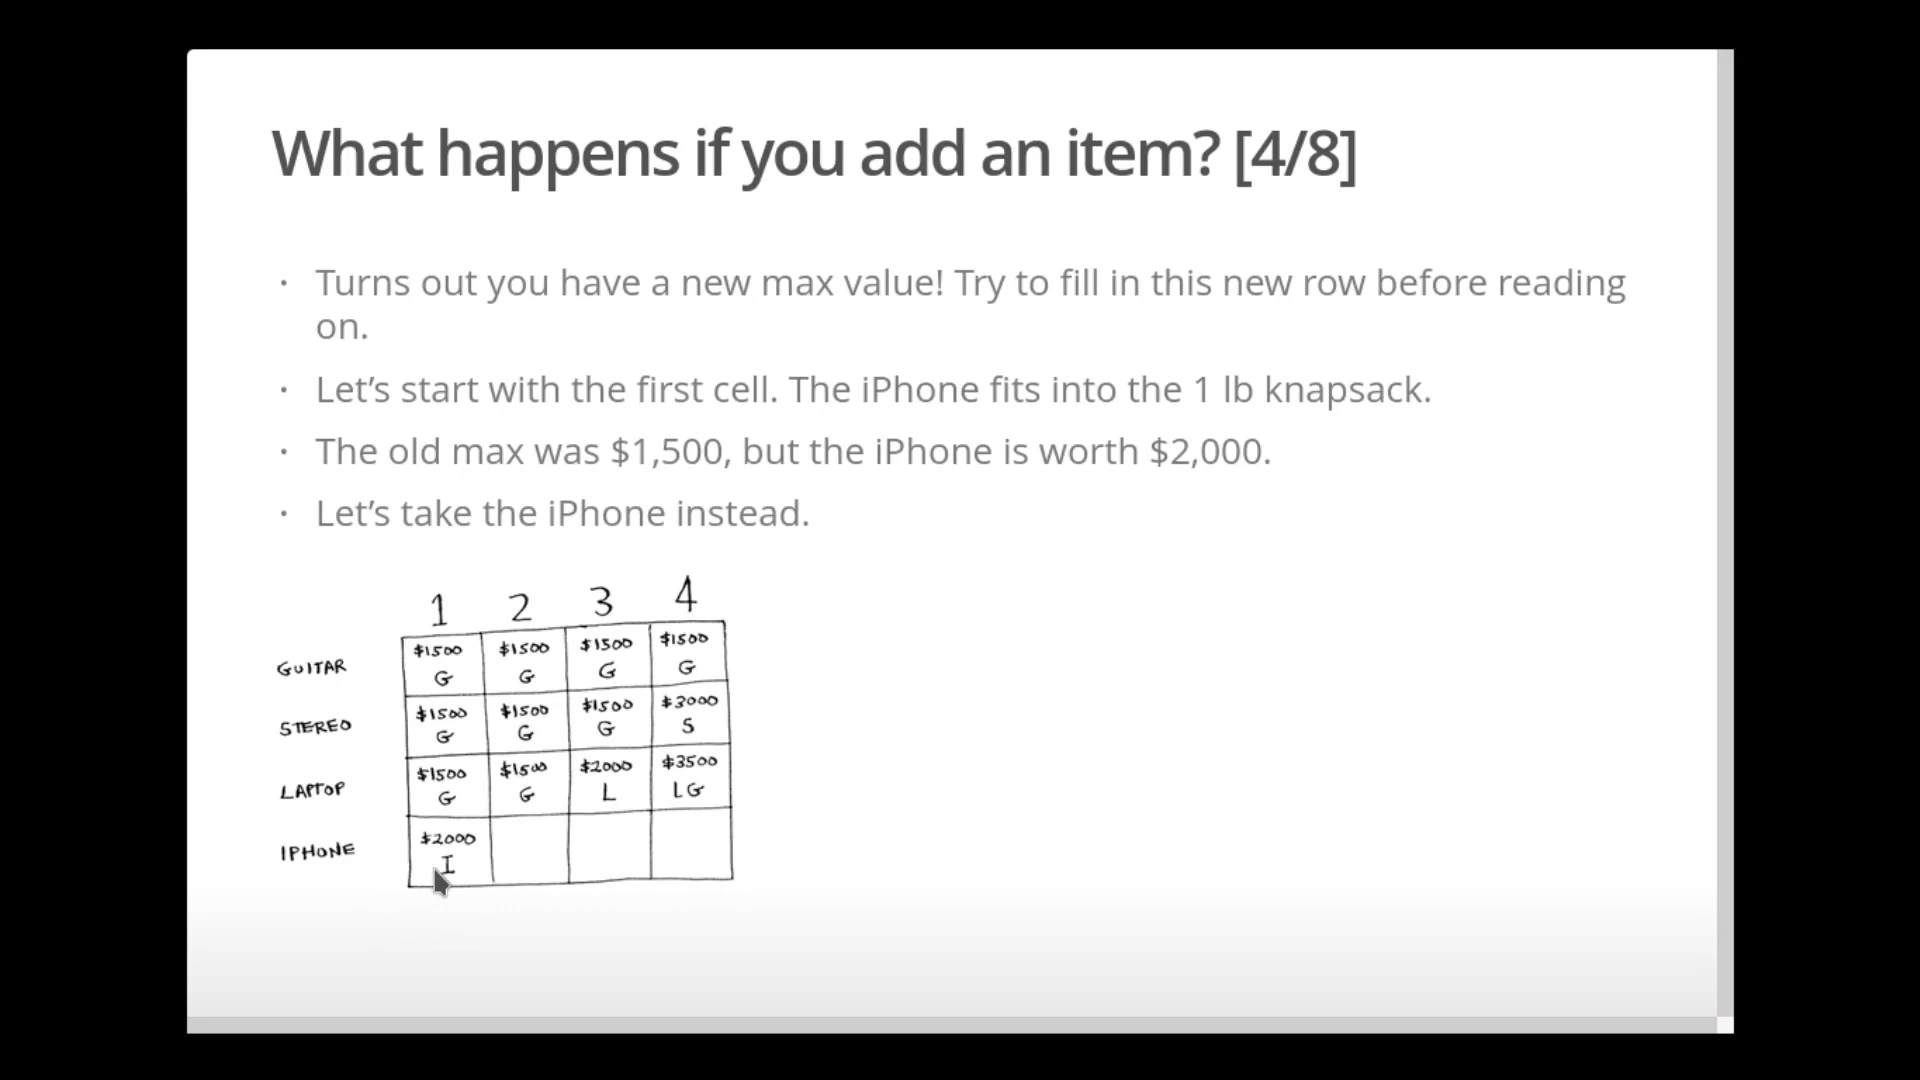 What happens if you add an item? [4/8]
· Turns out you have a new max value! Try to fill in this new row before reading
on.
· Let’s start with the first cell. The iPhone fits into the 1 lb knapsack.
· The old max was $1,500, but the iPhone is worth $2,000.
· Let’s take the iPhone instead.
1 2 3 4
$1500 $1500 $1500 $1500
GUITAR G G G G
$1500 $1500 $1500 $3000
STEREO G G G S
$1500 $1500 $2000 $3500
LAPTOP G G L LG
$2000
IPHONE I